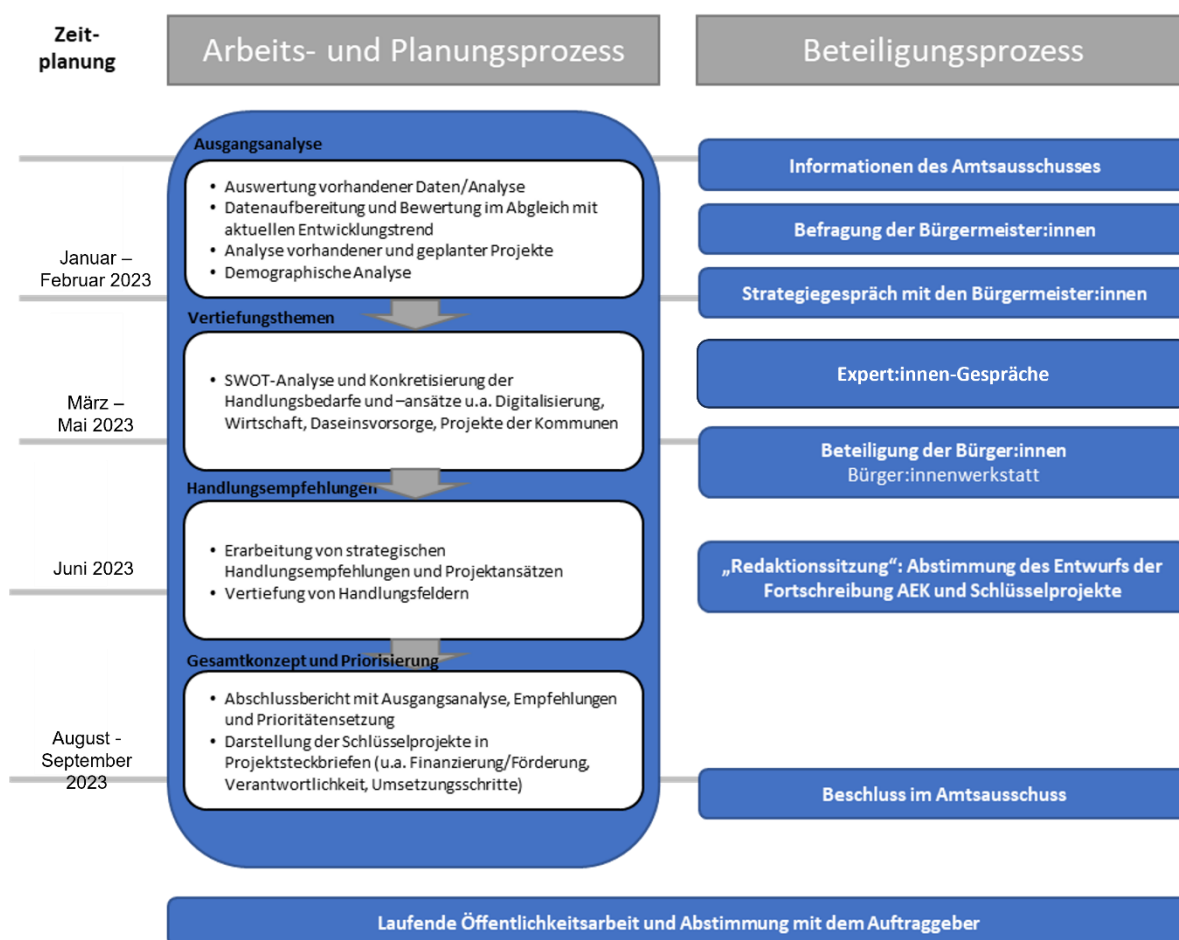 Zeit-
planung
Arbeits- und Planungsprozess
Beteiligungsprozess
Januar –
Februar 2023
März –
Mai 2023
Juni 2023
August -
September
2023
Ausgangsanalyse
• Auswertung vorhandener Daten/Analyse
• Datenaufbereitung und Bewertung im Abgleich mit
aktuellen Entwicklungstrend
• Analyse vorhandener und geplanter Projekte
• Demographische Analyse
Vertiefungsthemen
• SWOT-Analyse und Konkretisierung der
Handlungsbedarfe und –ansätze u.a. Digitalisierung,
Wirtschaft, Daseinsvorsorge, Projekte der Kommunen
Handlungsempfehlungen
• Erarbeitung von strategischen
Handlungsempfehlungen und Projektansätzen
• Vertiefung von Handlungsfeldern
Gesamtkonzept und Priorisierung
• Abschlussbericht mit Ausgangsanalyse, Empfehlungen
und Prioritätensetzung
• Darstellung der Schlüsselprojekte in
Projektsteckbriefen (u.a. Finanzierung/Förderung,
Verantwortlichkeit, Umsetzungsschritte)
Informationen des Amtsausschusses
Befragung der Bürgermeister:innen
Strategiegespräch mit den Bürgermeister:innen
Expert:innen-Gespräche
Beteiligung der Bürger:innen
Bürger:innenwerkstatt
„Redaktionssitzung“: Abstimmung des Entwurfs der
Fortschreibung AEK und Schlüsselprojekte
Beschluss im Amtsausschuss
Laufende Öffentlichkeitsarbeit und Abstimmung mit dem Auftraggeber